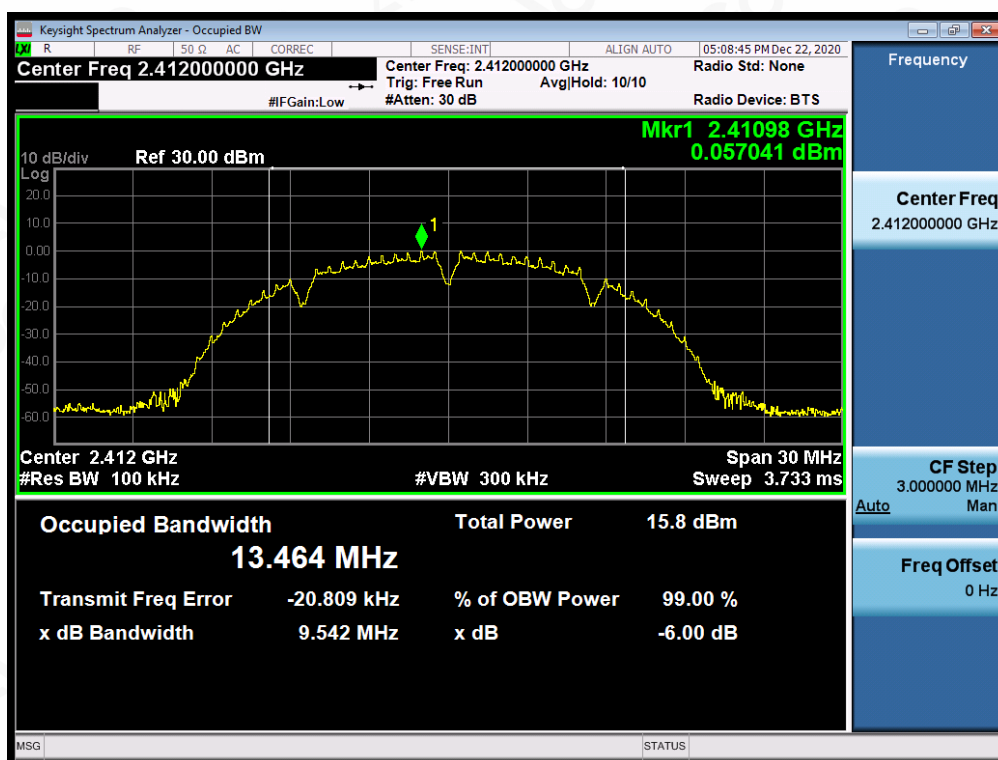 Keysight Spectrum Analyzer - Occupied BW
LXI R RF 50 Ω AC CORREC SENSE:INT ALIGN AUTO 05:08:45 PM Dec 22, 2020
Center Freq 2.412000000 GHz
Center Freq: 2.412000000 GHz
Radio Std: None
Trig: Free Run Avg|Hold: 10/10
#IFGain:Low #Atten: 30 dB Radio Device: BTS
Mkr1 2.41098 GHz
0.057041 dBm
10 dB/div Ref 30.00 dBm
Log
20.0
10.0
1
0.00
-10.0
-20.0
-30.0
-40.0
-50.0
-60.0
Center 2.412 GHz Span 30 MHz
#Res BW 100 kHz #VBW 300 kHz Sweep 3.733 ms
Occupied Bandwidth Total Power 15.8 dBm
13.464 MHz
Transmit Freq Error -20.809 kHz % of OBW Power 99.00 %
x dB Bandwidth 9.542 MHz x dB -6.00 dB
MSG STATUS
Frequency
Center Freq
2.412000000 GHz
CF Step
3.000000 MHz
Auto Man
Freq Offset
0 Hz